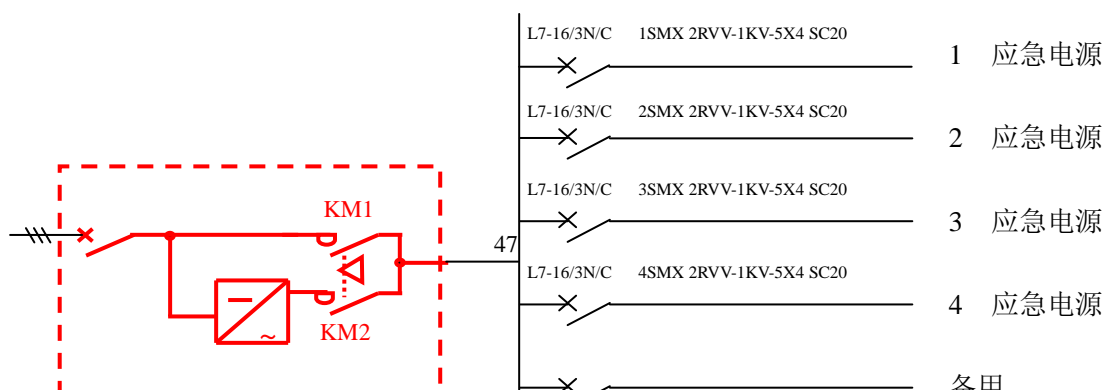 L7-16/3N/C 1SMX 2RVV-1KV-5X4 SC20
1 应急电源
L7-16/3N/C 2SMX 2RVV-1KV-5X4 SC20
2 应急电源
L7-16/3N/C 3SMX 2RVV-1KV-5X4 SC20
KM1
3 应急电源
47
L7-16/3N/C 4SMX 2RVV-1KV-5X4 SC20
4 应急电源
~
KM2
备用